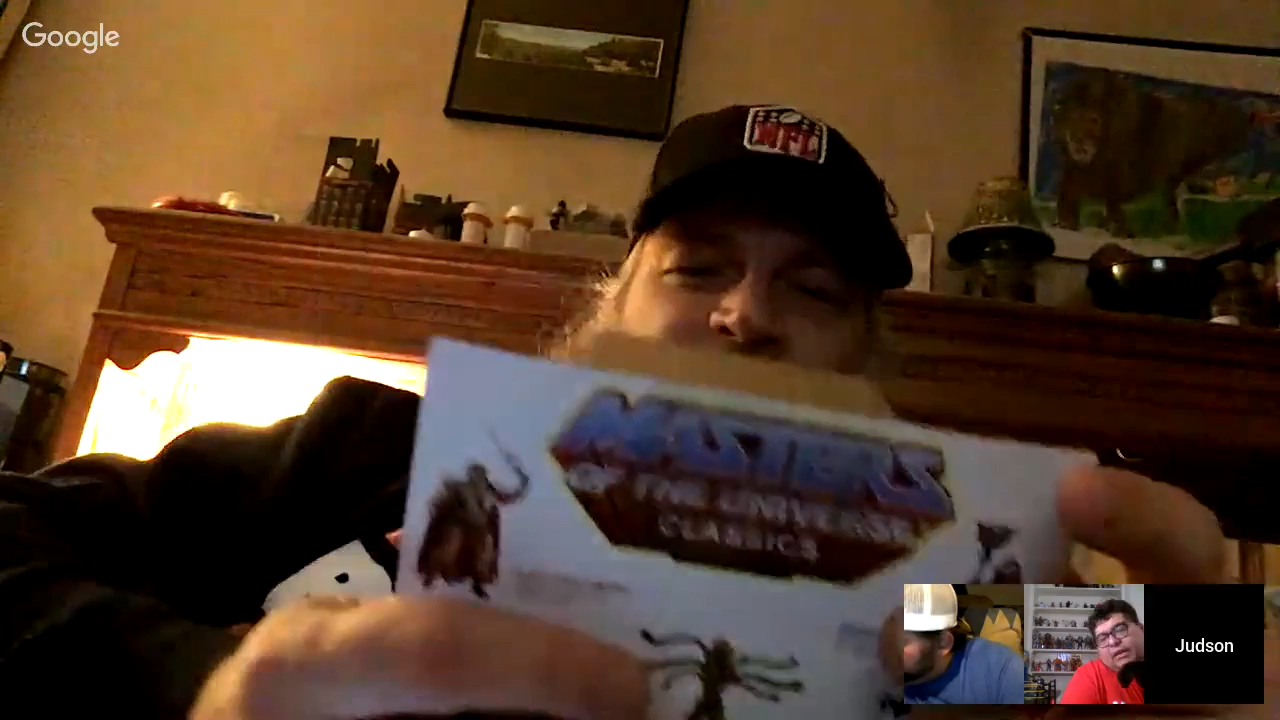 Google
NFL
MASTERS
OF THE UNIVERSE
CLASSICS
Judson